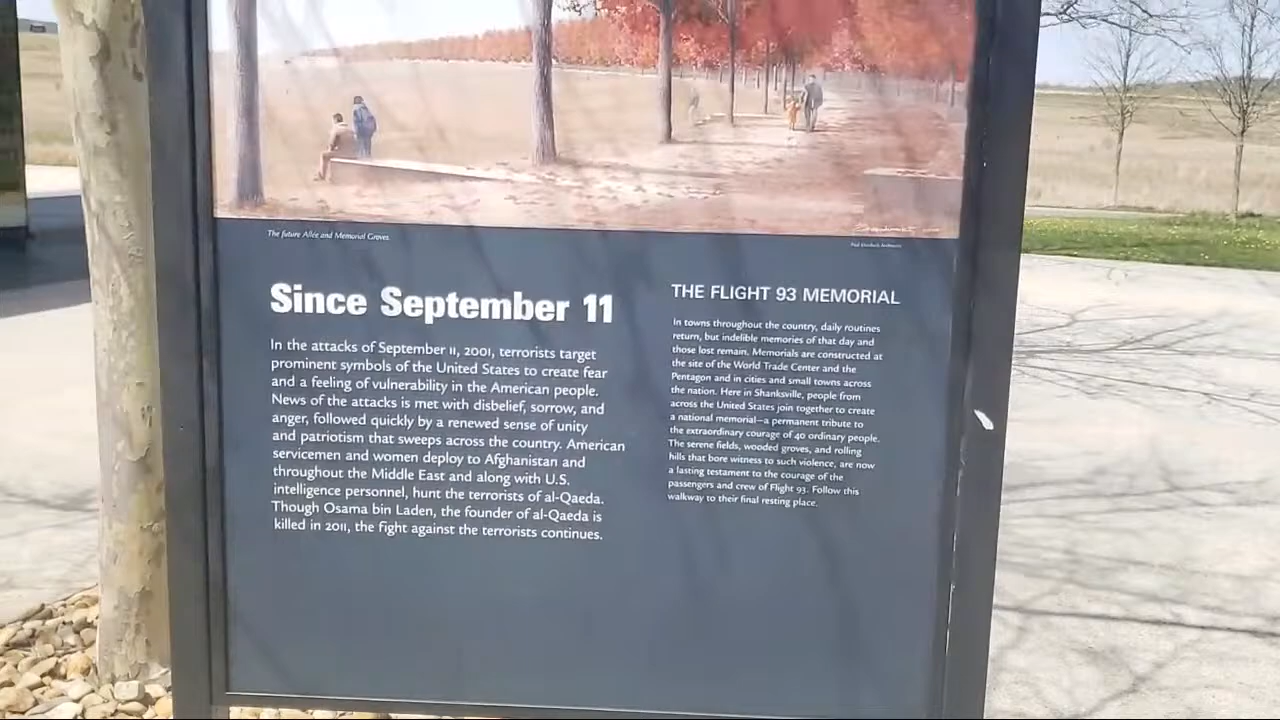 The future Allée and Memorial Groves.
Since September 11
In the attacks of September 11, 2001, terrorists target
prominent symbols of the United States to create fear
and a feeling of vulnerability in the American people.
News of the attacks is met with disbelief, sorrow, and
anger, followed quickly by a renewed sense of unity
and patriotism that sweeps across the country. American
servicemen and women deploy to Afghanistan and
throughout the Middle East and along with U.S.
intelligence personnel, hunt the terrorists of al-Qaeda.
Though Osama bin Laden, the founder of al-Qaeda is
killed in 2011, the fight against the terrorists continues.
THE FLIGHT 93 MEMORIAL
In towns throughout the country, daily routines
return, but indelible memories of that day and
those lost remain. Memorials are constructed at
the site of the World Trade Center and the
Pentagon and in cities and small towns across
the nation. Here in Shanksville, people from
across the United States join together to create
a national memorial—a permanent tribute to
the extraordinary courage of 40 ordinary people.
The serene fields, wooded groves, and rolling
hills that bore witness to such violence, are now
a lasting testament to the courage of the
passengers and crew of Flight 93. Follow this
walkway to their final resting place.